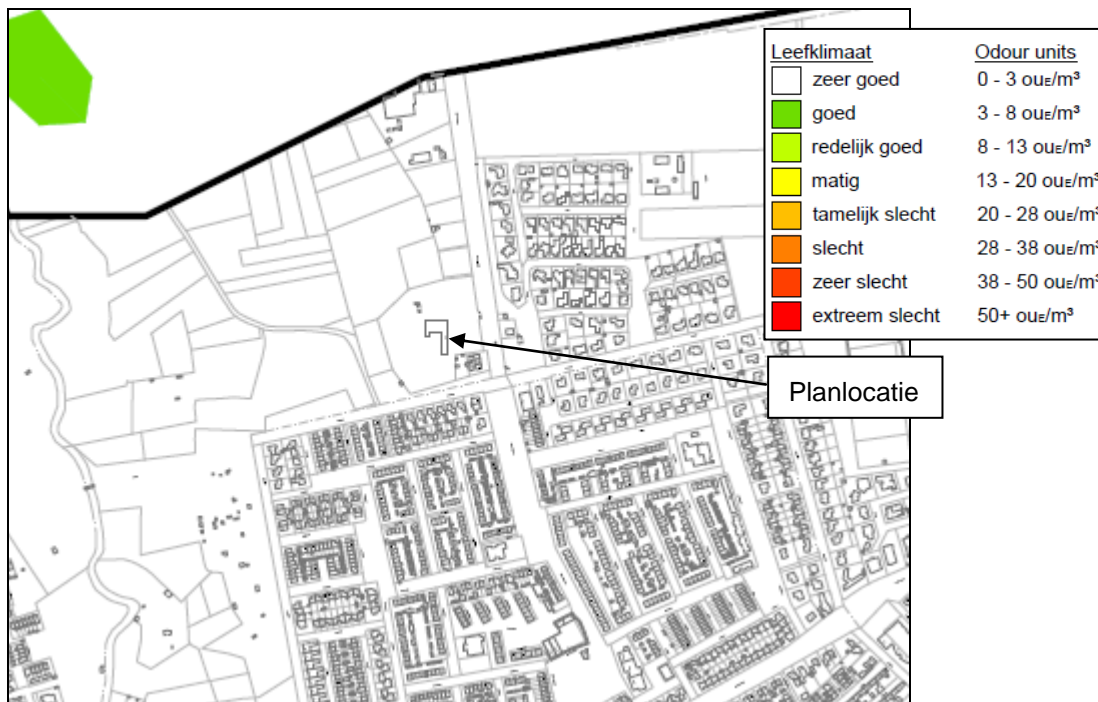 Leefklimaat Odour units
zeer goed 0 - 3 ouE/m³
goed 3 - 8 ouE/m³
redelijk goed 8 - 13 ouE/m³
matig 13 - 20 ouE/m³
tamelijk slecht 20 - 28 ouE/m³
slecht 28 - 38 ouE/m³
zeer slecht 38 - 50 ouE/m³
extreem slecht 50+ ouE/m³
Planlocatie